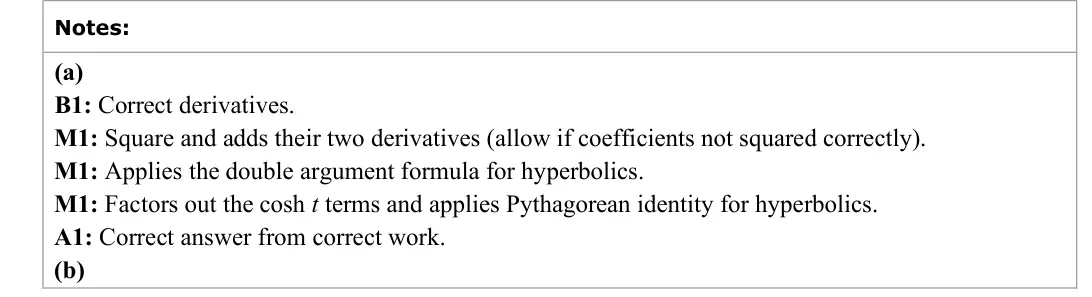 Notes:
(a)
B1: Correct derivatives.
M1: Square and adds their two derivatives (allow if coefficients not squared correctly).
M1: Applies the double argument formula for hyperbolics.
M1: Factors out the cosh t terms and applies Pythagorean identity for hyperbolics.
A1: Correct answer from correct work.
(b)